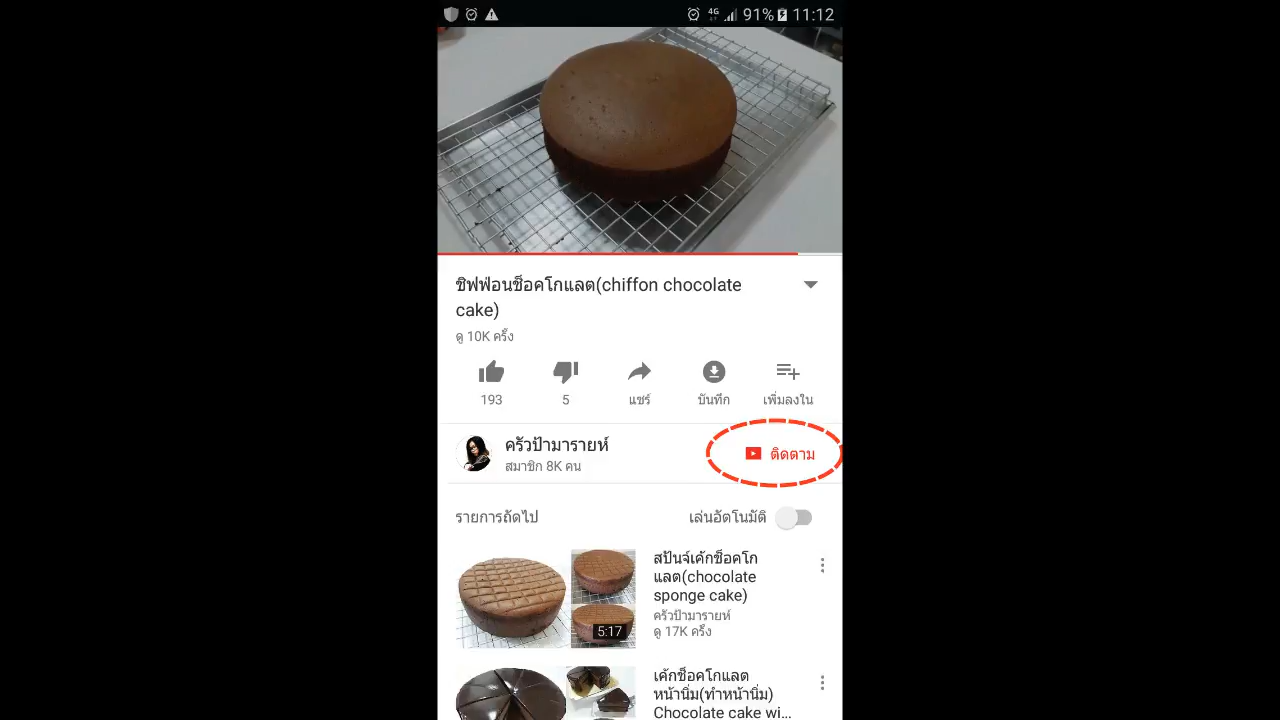 4G 91% 11:12
ชิฟฟ่อนช็อคโกแลต(chiffon chocolate
cake)
ดู 10K ครั้ง
193
5
แชร์
บันทึก
เพิ่มลงใน
ครัวป้ามารายห์
สมาชิก 8K คน
ติดตาม
รายการถัดไป
เล่นอัตโนมัติ
สปันจ์เค้กช็อคโก
แลต(chocolate
sponge cake)
ครัวป้ามารายห์
ดู 17K ครั้ง
5:17
เค้กช็อคโกแลต
หน้านิ่ม(ทำหน้านิ่ม)
Chocolate cake wi...